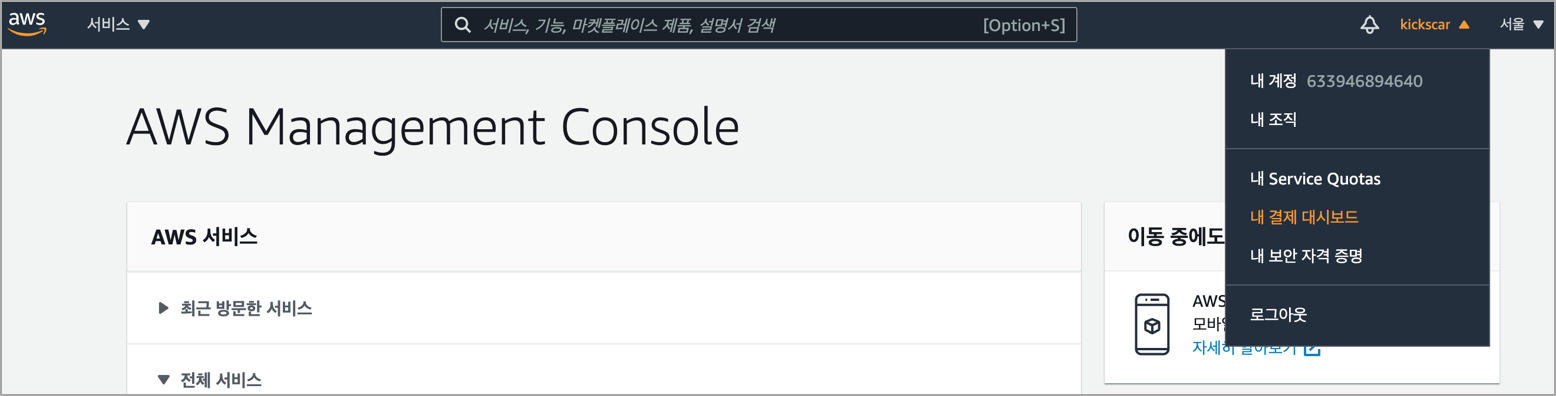 aws 서비스 서비스, 기능, 마켓플레이스 제품, 설명서 검색 [Option+S] kickscar 서울
내 계정 633946894640
내 조직
내 Service Quotas
내 결제 대시보드
내 보안 자격 증명
로그아웃
AWS Management Console
AWS 서비스
최근 방문한 서비스
전체 서비스
이동 중에도
AWS
자세히 알아보기